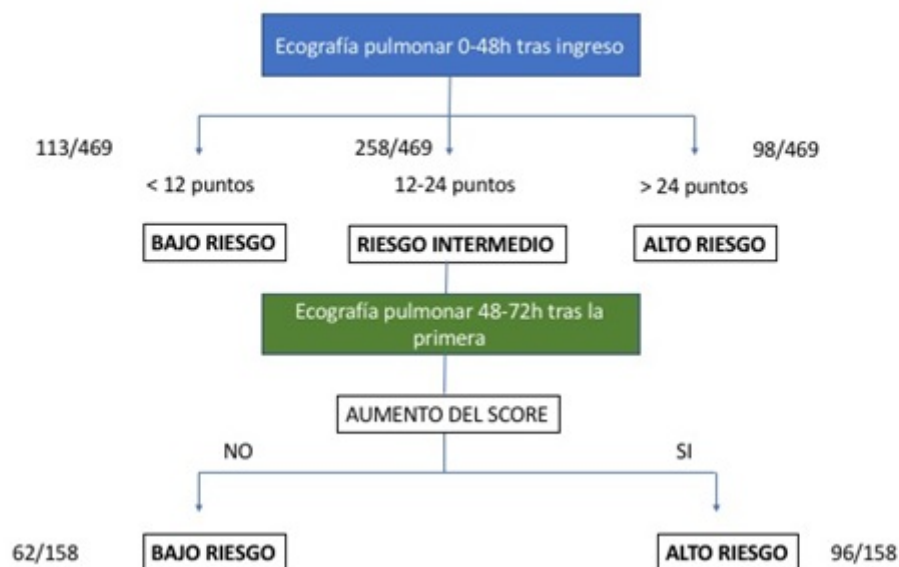 Ecografía pulmonar 0-48h tras ingreso
113/469
258/469
98/469
< 12 puntos
12-24 puntos
> 24 puntos
BAJO RIESGO
RIESGO INTERMEDIO
ALTO RIESGO
Ecografía pulmonar 48-72h tras la
primera
AUMENTO DEL SCORE
NO
SI
62/158
BAJO RIESGO
ALTO RIESGO
96/158